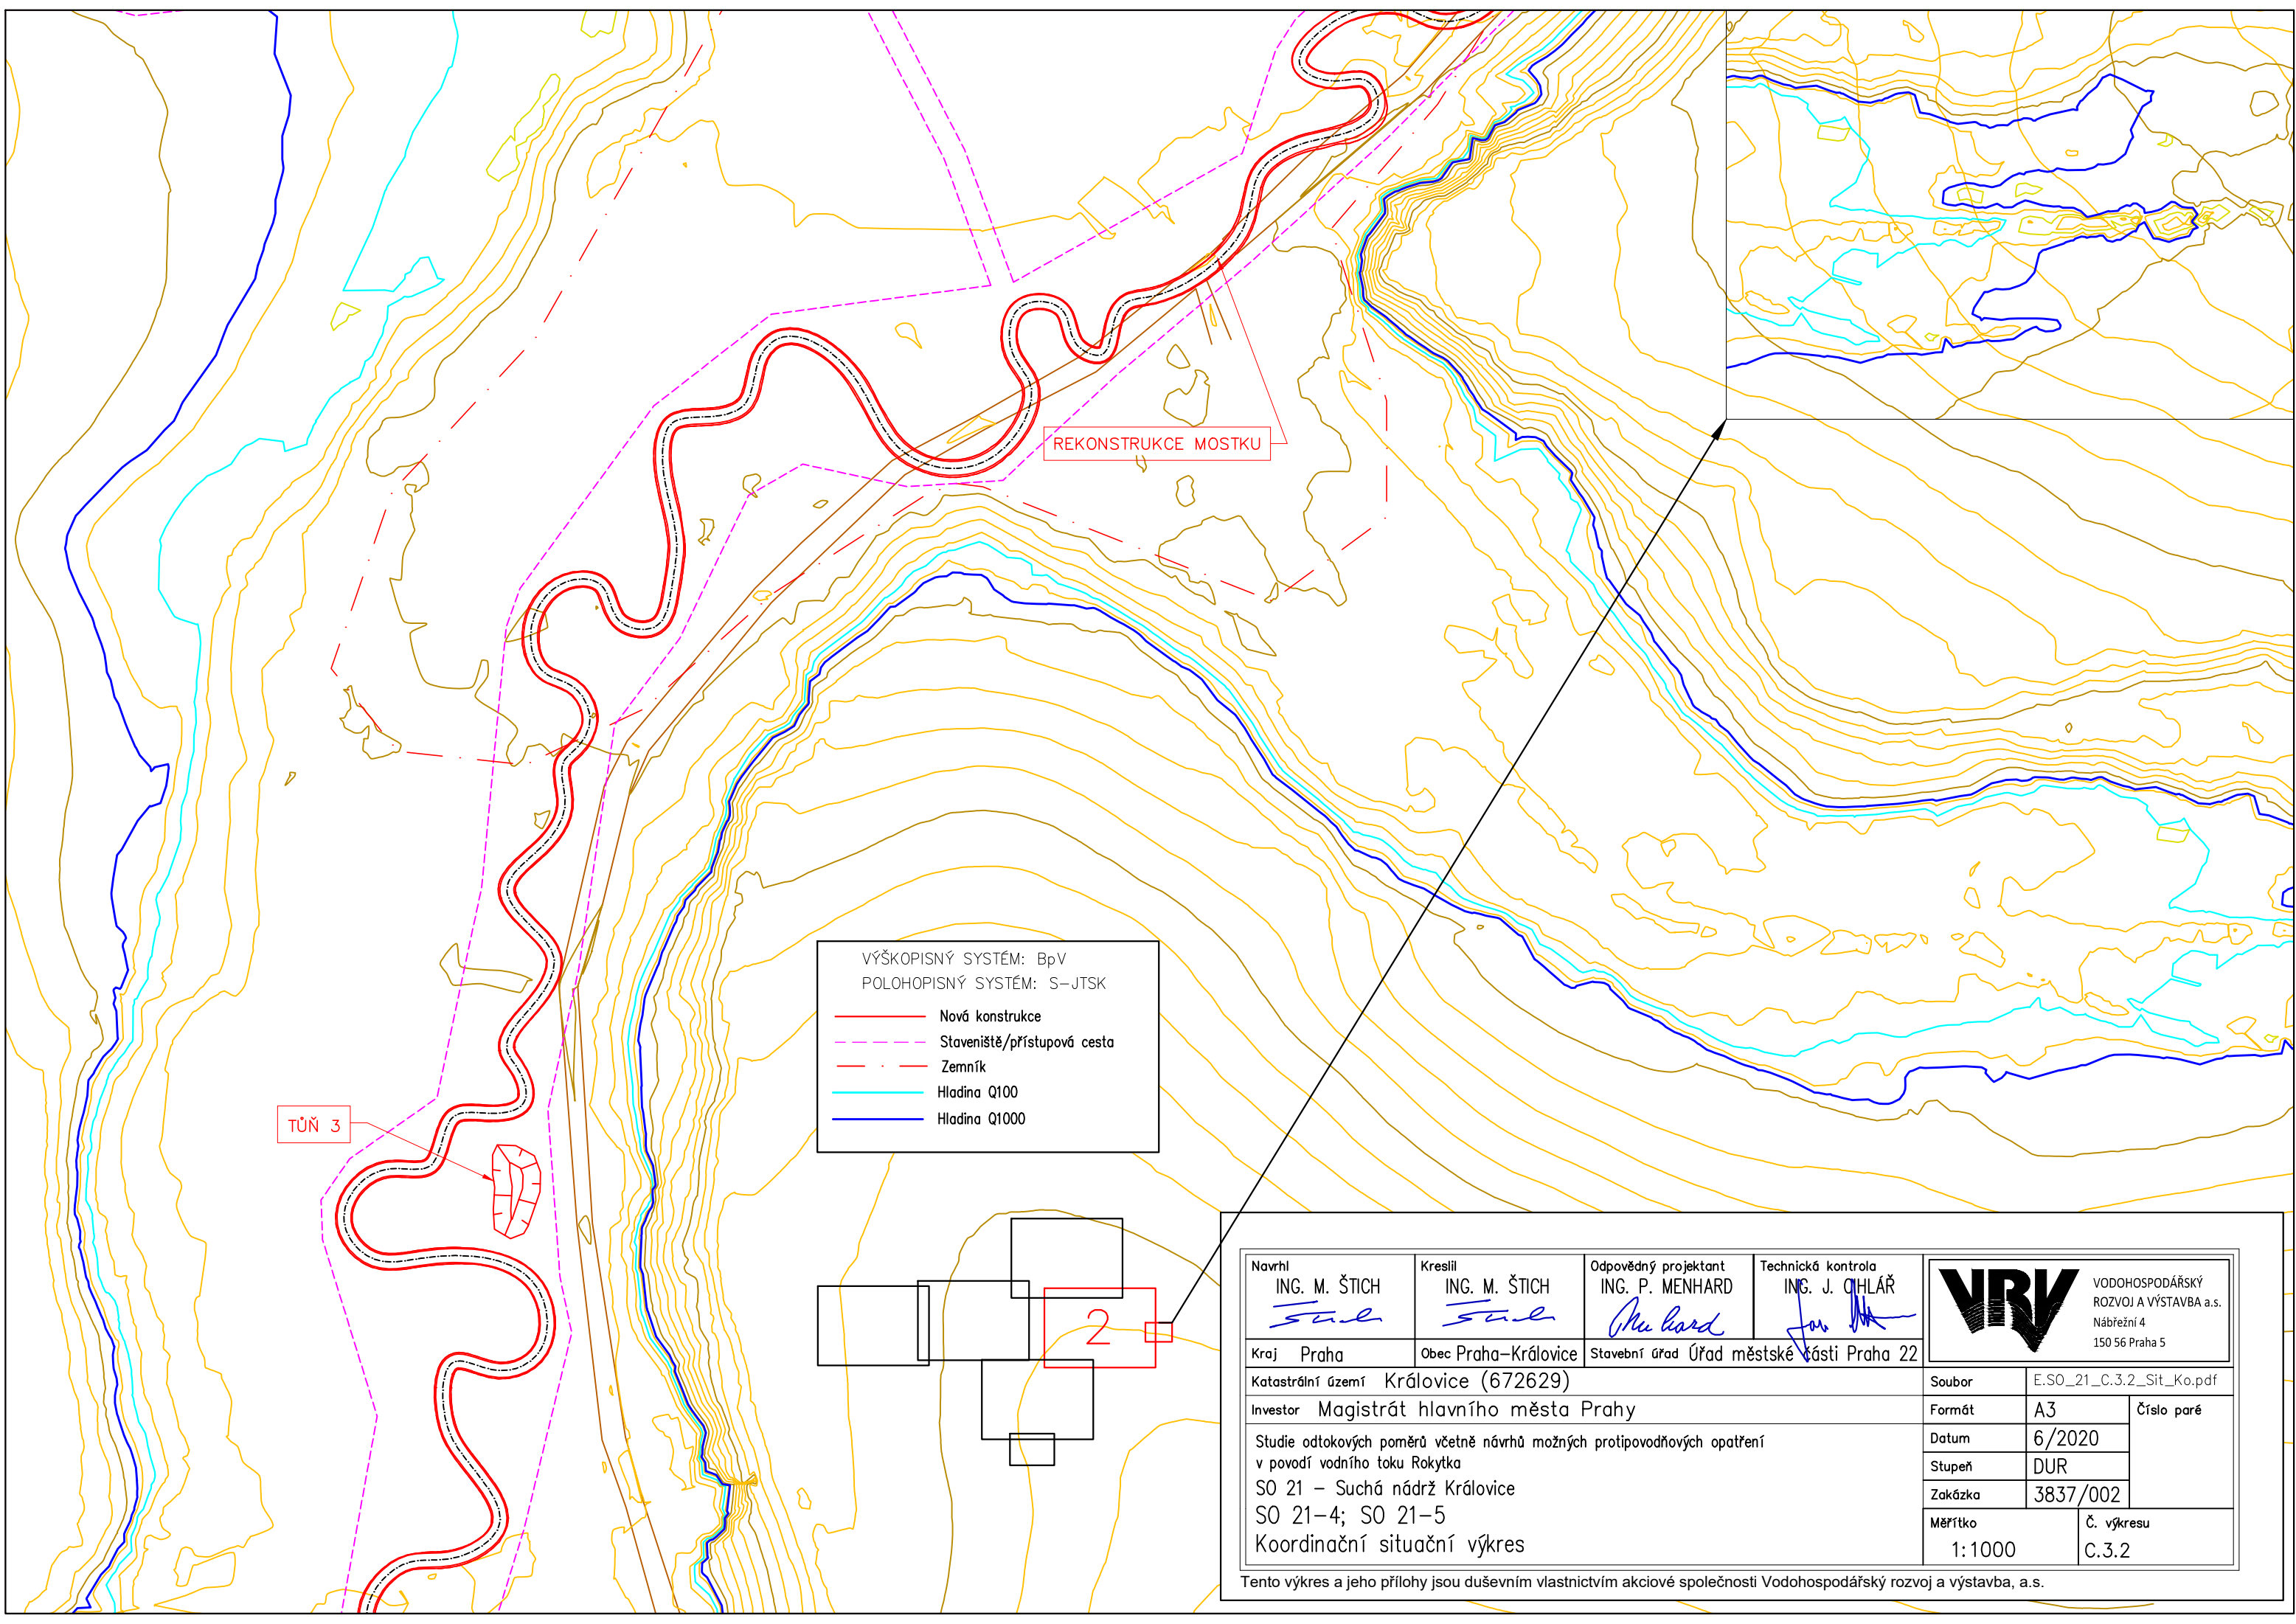 REKONSTRUKCE MOSTKU
VÝŠKOPISNÝ SYSTÉM: BpV
POLOHOPISNÝ SYSTÉM: S-JTSK
Nová konstrukce
Staveniště/přístupová cesta
Zemník
Hladina Q100
Hladina Q1000
TŮŇ 3
2
Navrhl
ING. M. ŠTICH
Kreslil
ING. M. ŠTICH
Odpovědný projektant
ING. P. MENHARD
Technická kontrola
ING. J. CIHLÁŘ
VRV
VODOHOSPODÁŘSKÝ
ROZVOJ A VÝSTAVBA a.s.
Nábřežní 4
150 56 Praha 5
Kraj Praha
Obec Praha-Královice
Stavební úřad Úřad městské části Praha 22
Katastrální území Královice (672629)
Soubor E.SO_21_C.3.2_Sit_Ko.pdf
Investor Magistrát hlavního města Prahy
Formát A3
Číslo paré
Datum 6/2020
Studie odtokových poměrů včetně návrhů možných protipovodňových opatření
v povodí vodního toku Rokytka
Stupeň DUR
SO 21 – Suchá nádrž Královice
Zakázka 3837/002
SO 21-4; SO 21-5
Koordinační situační výkres
Měřítko
1:1000
Č. výkresu
C.3.2
Tento výkres a jeho přílohy jsou duševním vlastnictvím akciové společnosti Vodohospodářský rozvoj a výstavba, a.s.